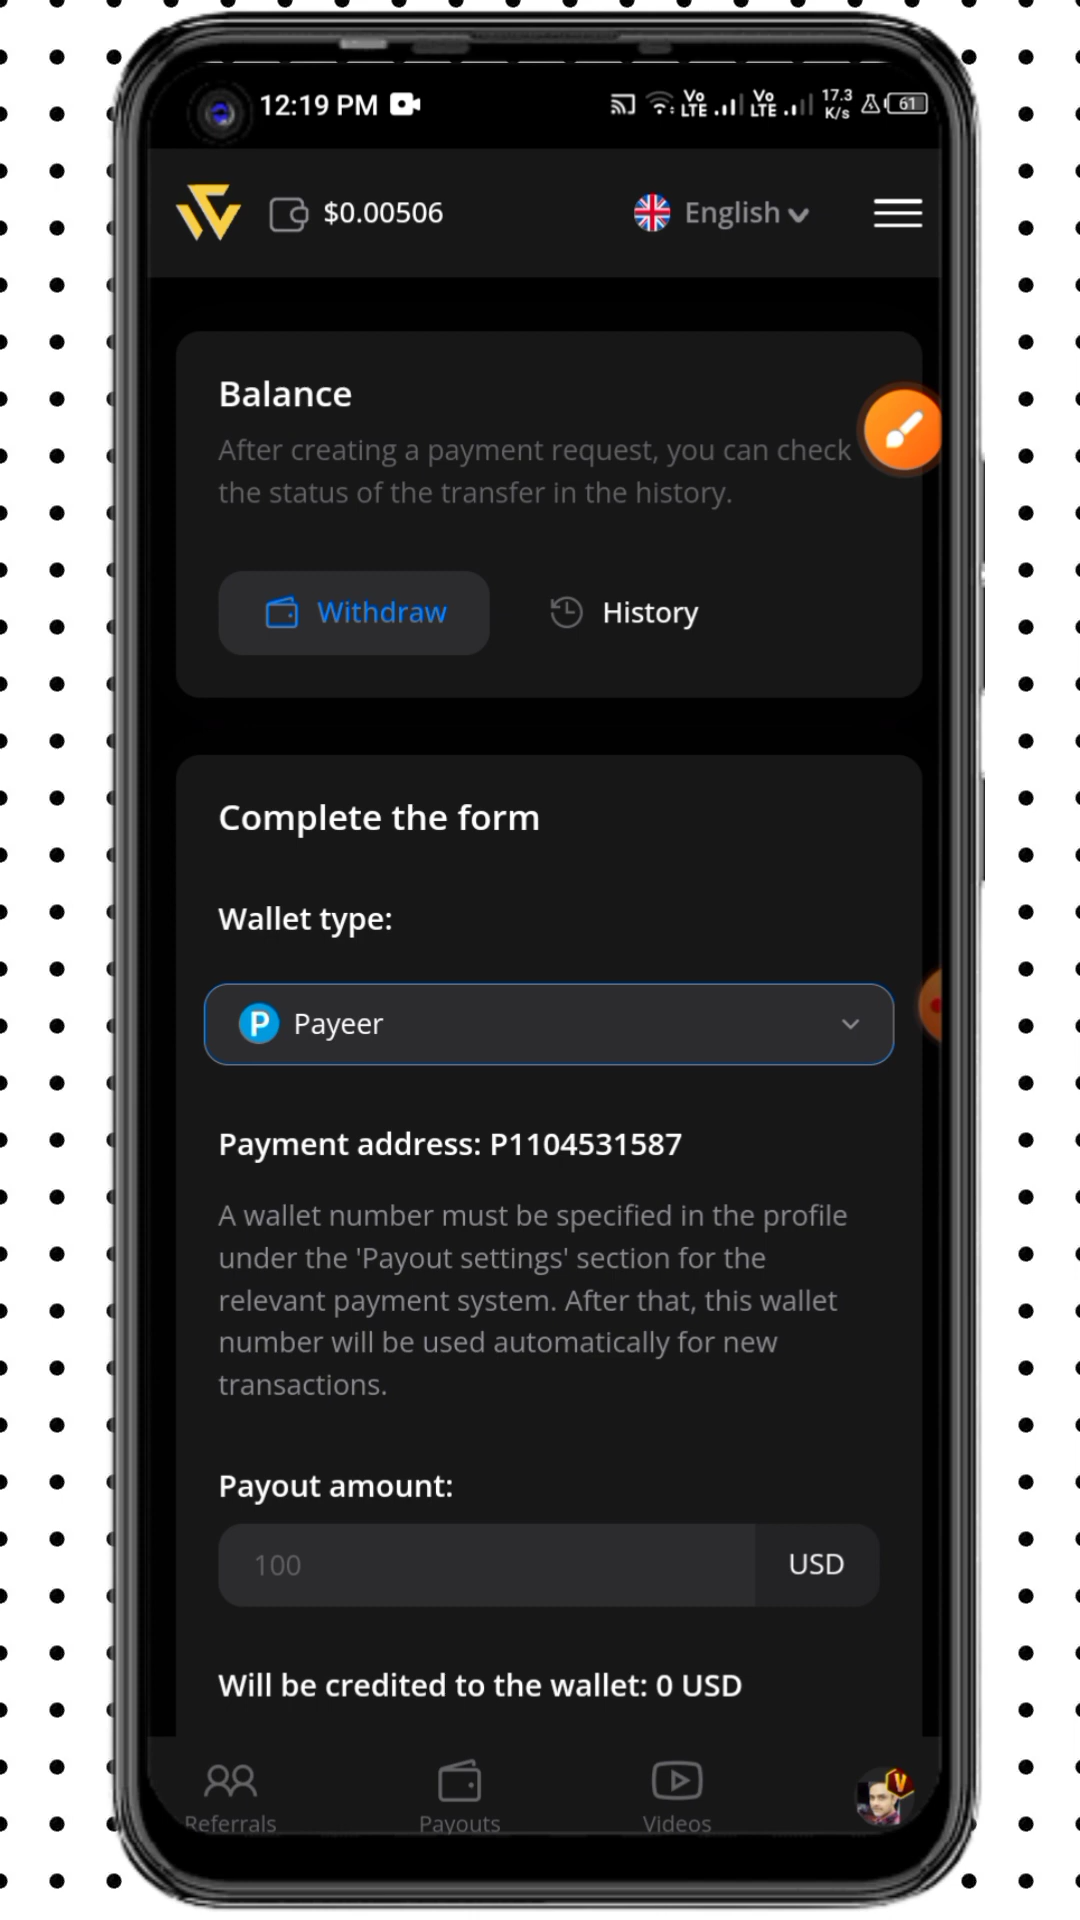 12:19 PM
Vo LTE Vo LTE 17.3 K/s 61
$0.00506 English
Balance
After creating a payment request, you can check
the status of the transfer in the history.
Withdraw History
Complete the form
Wallet type:
P Payeer
Payment address: P1104531587
A wallet number must be specified in the profile
under the 'Payout settings' section for the
relevant payment system. After that, this wallet
number will be used automatically for new
transactions.
Payout amount:
100 USD
Will be credited to the wallet: 0 USD
Referrals Payouts Videos
V